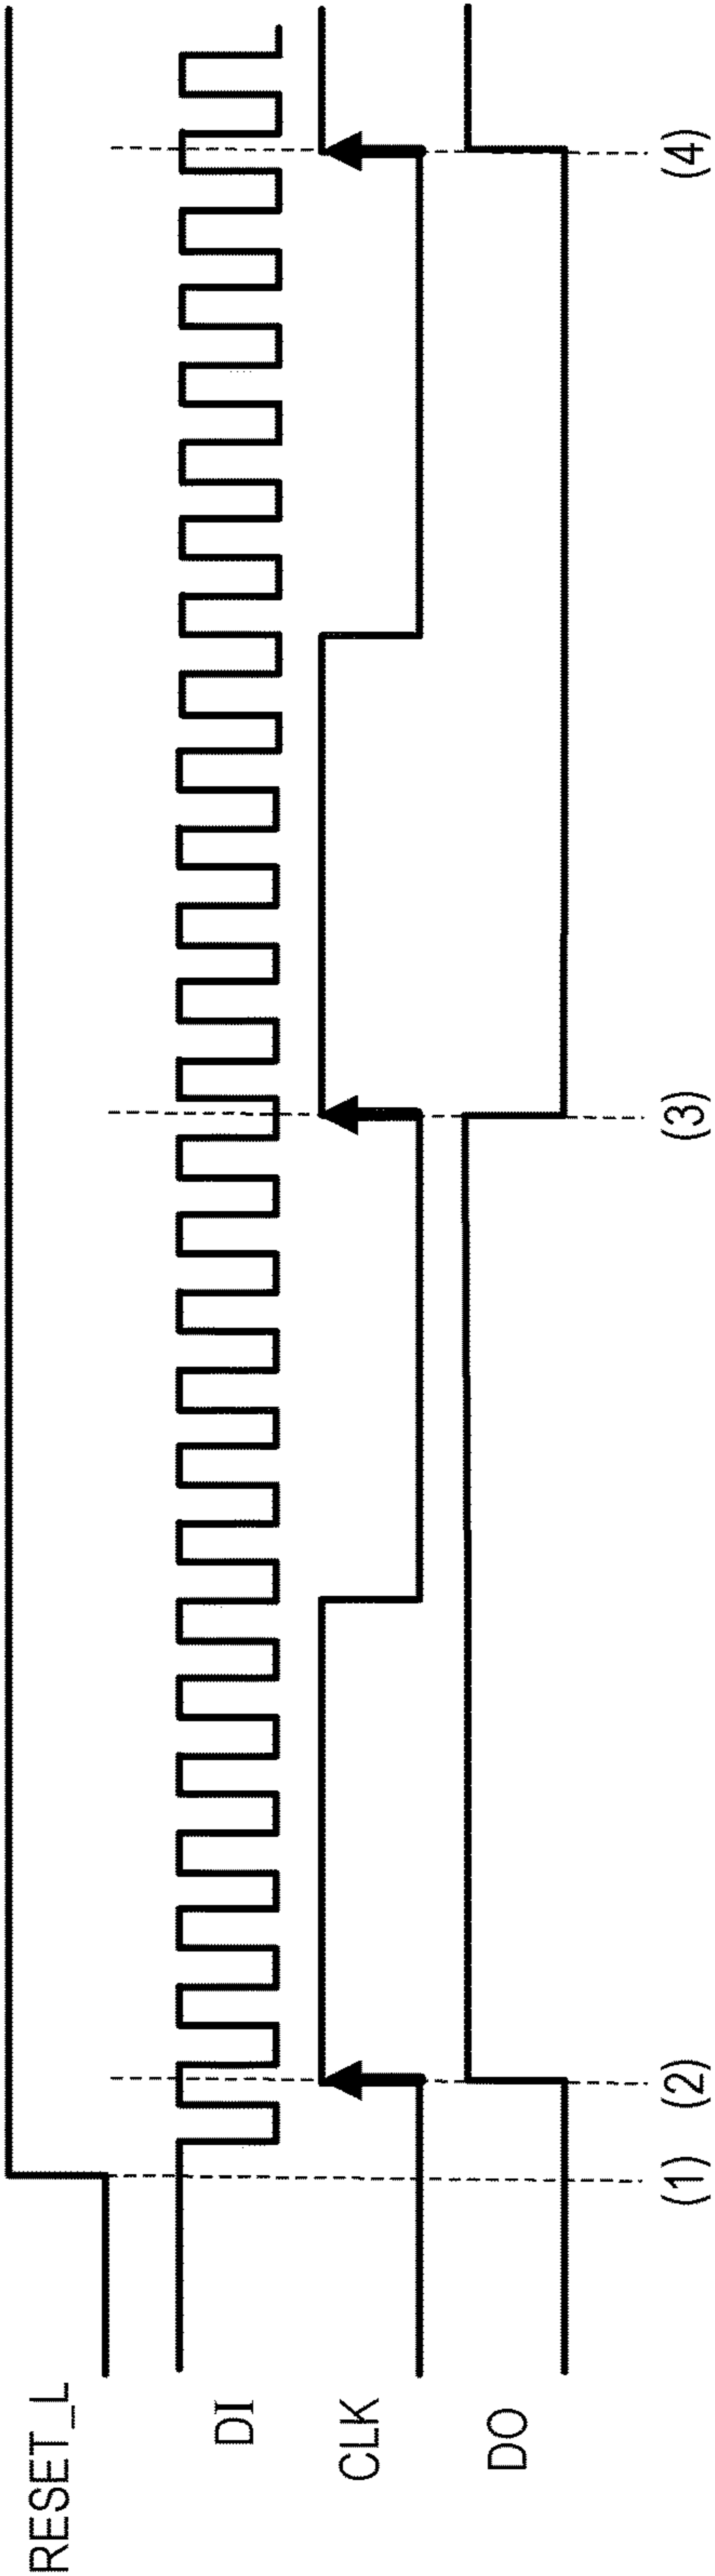 RESET_L
DI
CLK
DO
(1)
(2)
(3)
(4)